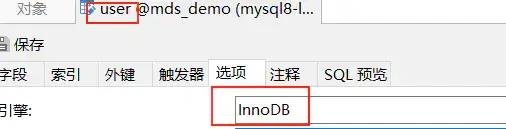 对象 user @mds_demo (mysql8-l...
保存
字段 索引 外键 触发器 选项 注释 SQL 预览
引擎: InnoDB